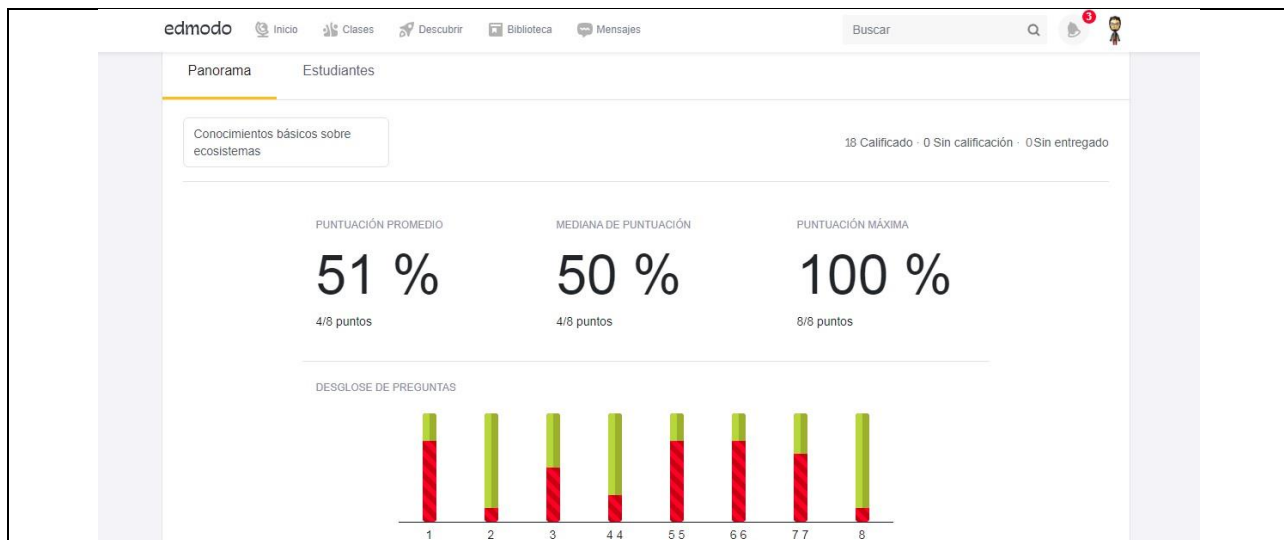 edmodo Inicio Clases Descubrir Biblioteca Mensajes Buscar 3
Panorama Estudiantes
Conocimientos básicos sobre
ecosistemas
18 Calificado · 0 Sin calificación · 0Sin entregado
PUNTUACIÓN PROMEDIO MEDIANA DE PUNTUACIÓN PUNTUACIÓN MÁXIMA
51 % 50 % 100 %
4/8 puntos 4/8 puntos 8/8 puntos
DESGLOSE DE PREGUNTAS
1 2 3 4 4 5 5 6 6 7 7 8